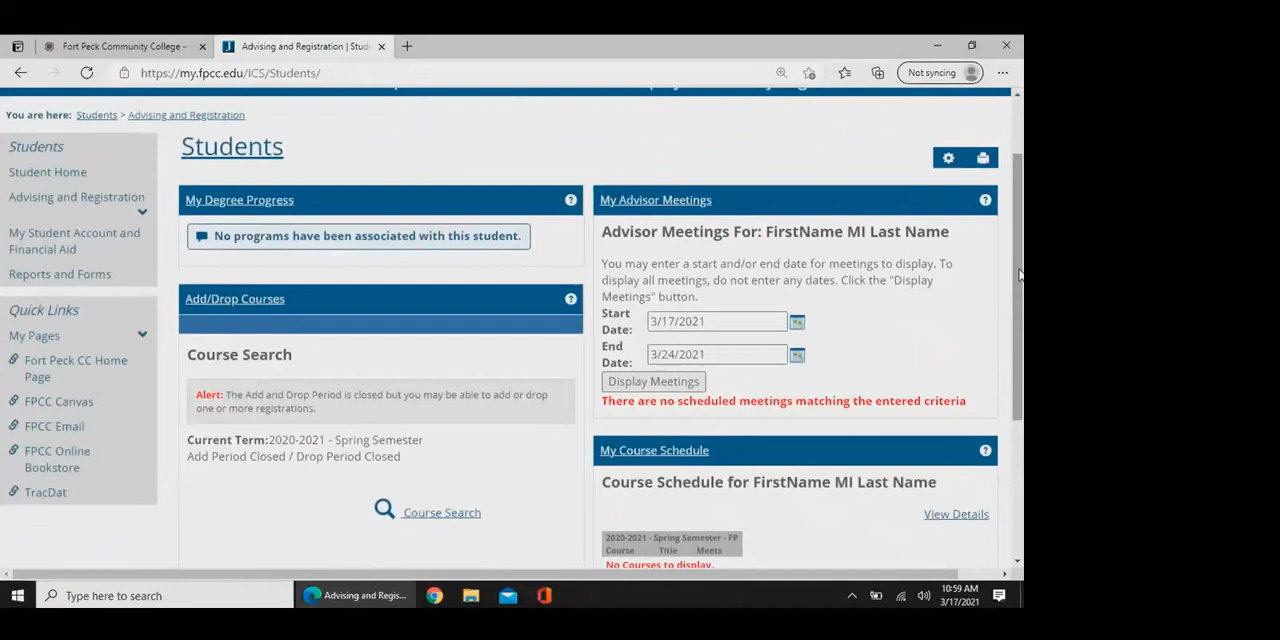 Fort Peck Community College –
Advising and Registration | Stude
Not syncing
https://my.fpcc.edu/ICS/Students/
You are here: Students > Advising and Registration
Students
Student Home
Advising and Registration
My Student Account and
Financial Aid
Reports and Forms
Quick Links
My Pages
Fort Peck CC Home
Page
FPCC Canvas
FPCC Email
FPCC Online
Bookstore
TracDat
Students
My Degree Progress
No programs have been associated with this student.
Add/Drop Courses
Course Search
Alert: The Add and Drop Period is closed but you may be able to add or drop
one or more registrations.
Current Term:2020-2021 - Spring Semester
Add Period Closed / Drop Period Closed
Course Search
My Advisor Meetings
Advisor Meetings For: FirstName MI Last Name
You may enter a start and/or end date for meetings to display. To
display all meetings, do not enter any dates. Click the "Display
Meetings" button.
Start
Date:
3/17/2021
End
Date:
3/24/2021
Display Meetings
There are no scheduled meetings matching the entered criteria
My Course Schedule
Course Schedule for FirstName MI Last Name
View Details
2020-2021 - Spring Semester - FP
Course Title Meets
No Courses to display.
Type here to search
Advising and Regis...
10:59 AM
3/17/2021